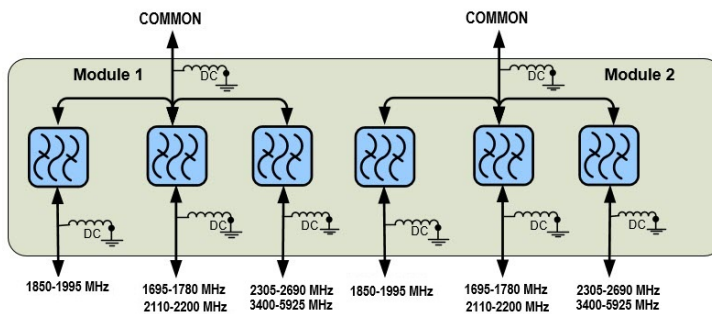 COMMON
COMMON
Module 1
DC
DC
Module 2
DC
DC
DC
DC
DC
DC
1850-1995 MHz
1695-1780 MHz
2110-2200 MHz
2305-2690 MHz
3400-5925 MHz
1850-1995 MHz
1695-1780 MHz
2110-2200 MHz
2305-2690 MHz
3400-5925 MHz